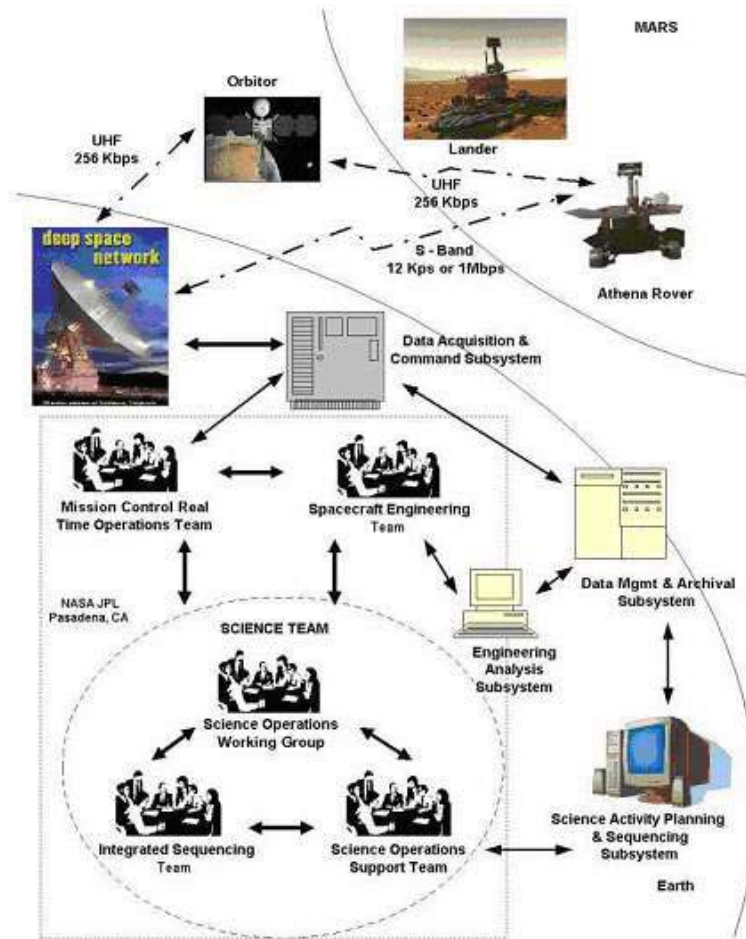 MARS
Orbitor
UHF
256 Kbps
Lander
UHF
256 Kbps
deep space
network
S - Band
12 Kps or 1Mbps
Athena Rover
Data Acquisition &
Command Subsystem
Mission Control Real
Time Operations Team
Spacecraft Engineering
Team
Data Mgmt & Archival
Subsystem
NASA JPL
Pasadena, CA
SCIENCE TEAM
Engineering
Analysis
Subsystem
Science Operations
Working Group
Integrated Sequencing
Team
Science Operations
Support Team
Science Activity Planning
& Sequencing
Subsystem
Earth